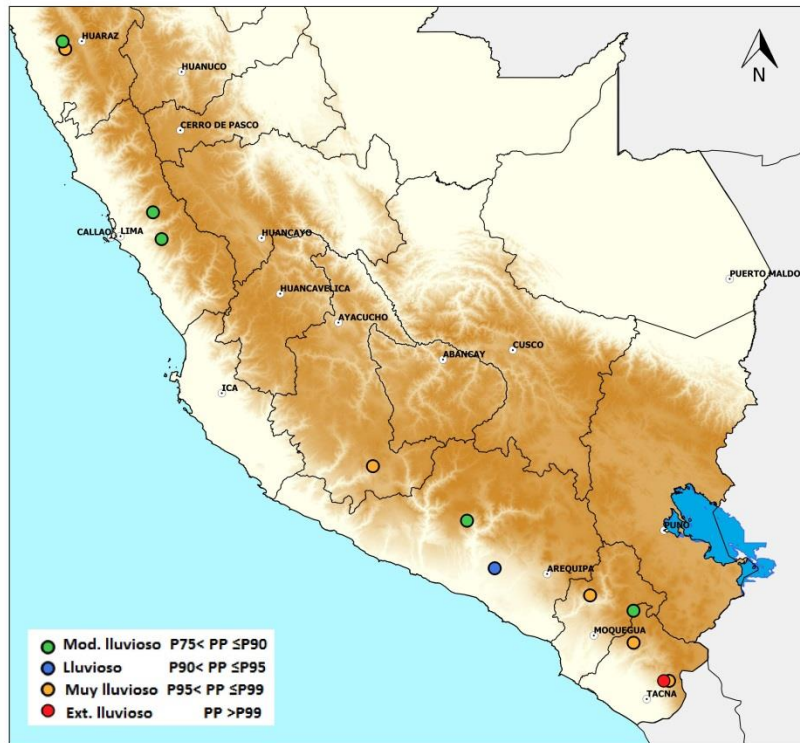 HUARAZ
HUANUCO
N
CERRO DE PASCO
CALLAO LIMA
HUANCAYO
PUERTO MALDO
HUANCAVELICA
AYACUCHO
ABANCAY
CUSCO
ICA
PUNO
AREQUIPA
MOQUEGUA
TACNA
Mod. lluvioso P75< PP ≤P90
Lluvioso P90< PP ≤P95
Muy lluvioso P95< PP ≤P99
Ext. lluvioso PP >P99